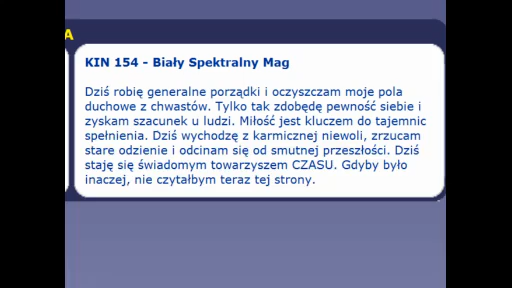 A
KIN 154 - Biały Spektralny Mag
Dziś robię generalne porządki i oczyszczam moje pola
duchowe z chwastów. Tylko tak zdobędę pewność siebie i
zyskam szacunek u ludzi. Miłość jest kluczem do tajemnic
spełnienia. Dziś wychodzę z karmicznej niewoli, zrzucam
stare odzienie i odcinam się od smutnej przeszłości. Dziś
staję się świadomym towarzyszem CZASU. Gdyby było
inaczej, nie czytałbym teraz tej strony.